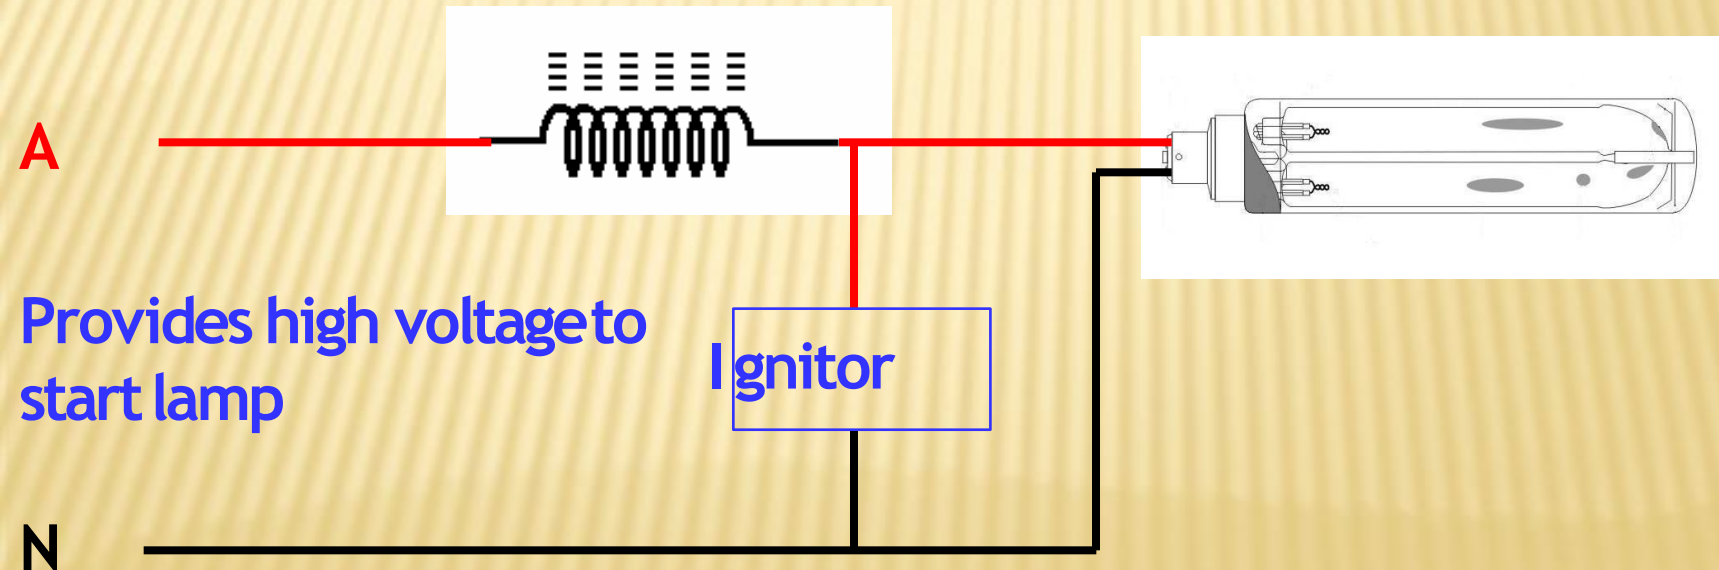 A
Provides high voltage to
start lamp
Ignitor
N